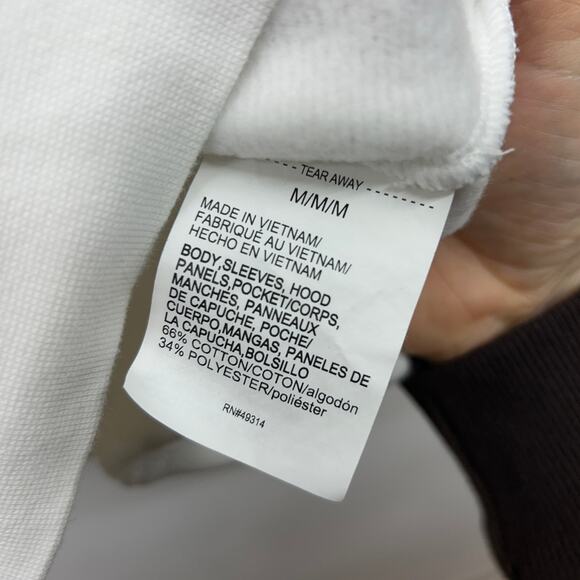 TEAR AWAY
M/M/M
MADE IN VIETNAM/
FABRIQUÉ AU VIETNAM/
HECHO EN VIETNAM
BODY,SLEEVES, HOOD
PANELS,POCKET/CORPS,
MANCHES, PANNEAUX
DE CAPUCHE, POCHE/
CUERPO,MANGAS, PANELES DE
LA CAPUCHA,BOLSILLO
66% COTTON/COTON/algodón
34% POLYESTER/poliéster
RN#49314